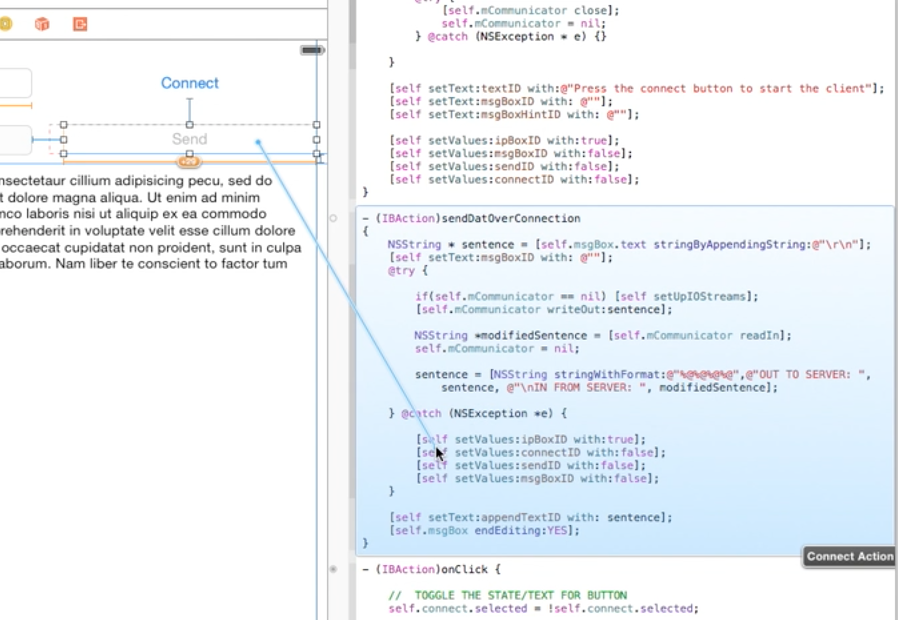 Connect
Send
nsectetaur cillium adipisicing pecu, sed do
t dolore magna aliqua. Ut enim ad minim
nco laboris nisi ut aliquip ex ea commodo
rehenderit in voluptate velit esse cillum dolore
occaecat cupidatat non proident, sunt in culpa
aborum. Nam liber te conscient to factor tum
@try {
[self.mCommunicator close];
self.mCommunicator = nil;
} @catch (NSException * e) {}
}
[self setText:textID with:@"Press the connect button to start the client"];
[self setText:msgBoxID with: @""];
[self setText:msgBoxHintID with: @""];
[self setValues:ipBoxID with:true];
[self setValues:msgBoxID with:false];
[self setValues:sendID with:false];
[self setValues:connectID with:false];
}
- (IBAction)sendDatOverConnection
{
NSString * sentence = [self.msgBox.text stringByAppendingString:@"\r\n"];
[self setText:msgBoxID with: @""];
@try {
if(self.mCommunicator == nil) [self setUpIOStreams];
[self.mCommunicator writeOut:sentence];
NSString *modifiedSentence = [self.mCommunicator readIn];
self.mCommunicator = nil;
sentence = [NSString stringWithFormat:@"%@%@%@%@",@"OUT TO SERVER: ",
sentence, @"\nIN FROM SERVER: ", modifiedSentence];
} @catch (NSException *e) {
[self setValues:ipBoxID with:true];
[self setValues:connectID with:false];
[self setValues:sendID with:false];
[self setValues:msgBoxID with:false];
}
[self setText:appendTextID with: sentence];
[self.msgBox endEditing:YES];
}
Connect Action
- (IBAction)onClick {
// TOGGLE THE STATE/TEXT FOR BUTTON
self.connect.selected = !self.connect.selected;